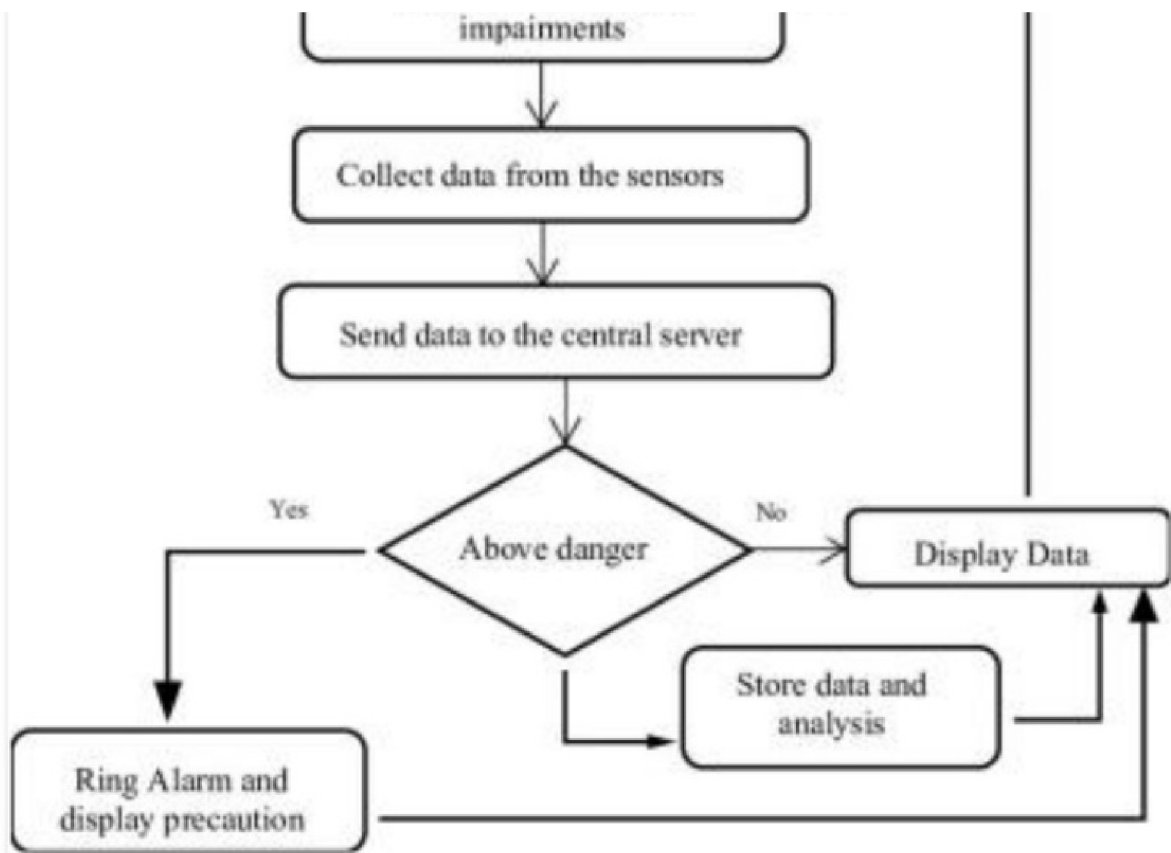 impairments
Collect data from the sensors
Send data to the central server
Yes
No
Above danger
Display Data
Store data and
analysis
Ring Alarm and
display precaution